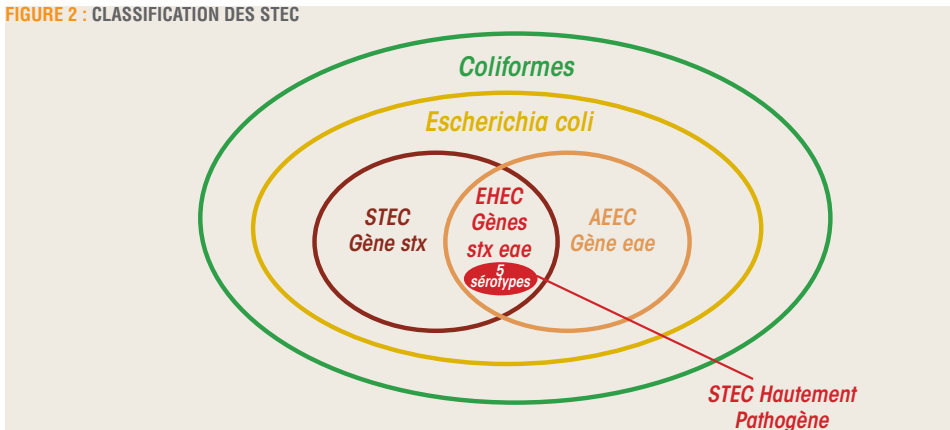 FIGURE 2 : CLASSIFICATION DES STEC
Coliformes
Escherichia coli
STEC
Gène stx
EHEC
Gènes
stx eae
5
sérotypes
AEEC
Gène eae
STEC Hautement
Pathogène